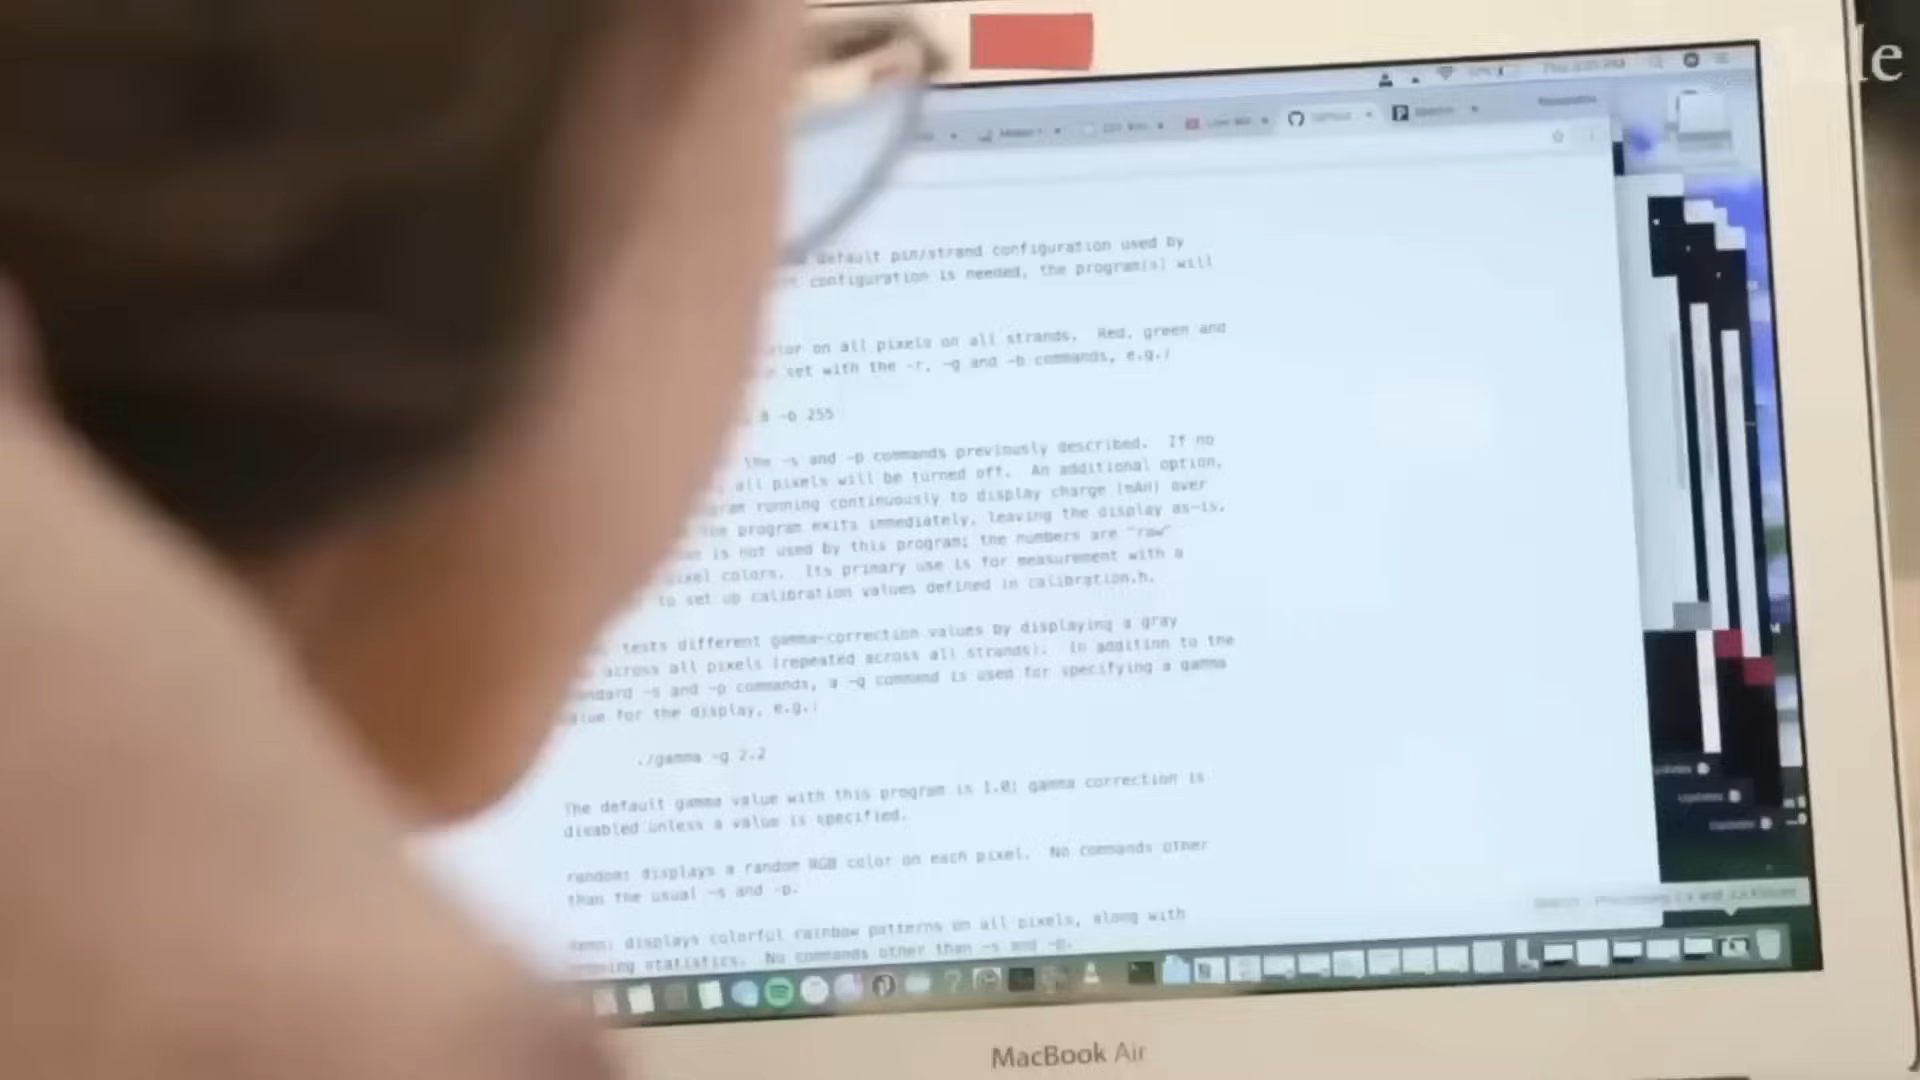 le
default pin/strand configuration used by
configuration is needed, the program(s) will
on all pixels on all strands. Red, green and
set with the -r, -g and -b commands, e.g.:
0 -b 255
the -s and -p commands previously described. If no
all pixels will be turned off. An additional option,
running continuously to display charge (mAh) over
program exits immediately, leaving the display as-is,
is not used by this program; the numbers are "raw"
colors. Its primary use is for measurement with a
to set up calibration values defined in calibration.h.
tests different gamma-correction values by displaying a gray
across all pixels (repeated across all strands). In addition to the
-s and -p commands, a -g command is used for specifying a gamma
for the display, e.g.:
./gamma -g 2.2
The default gamma value with this program is 1.0; gamma correction is
disabled unless a value is specified.
random: displays a random RGB color on each pixel. No commands other
than the usual -s and -p.
displays colorful rainbow patterns on all pixels, along with
statistics. No commands other than -s and -p.
MacBook Air